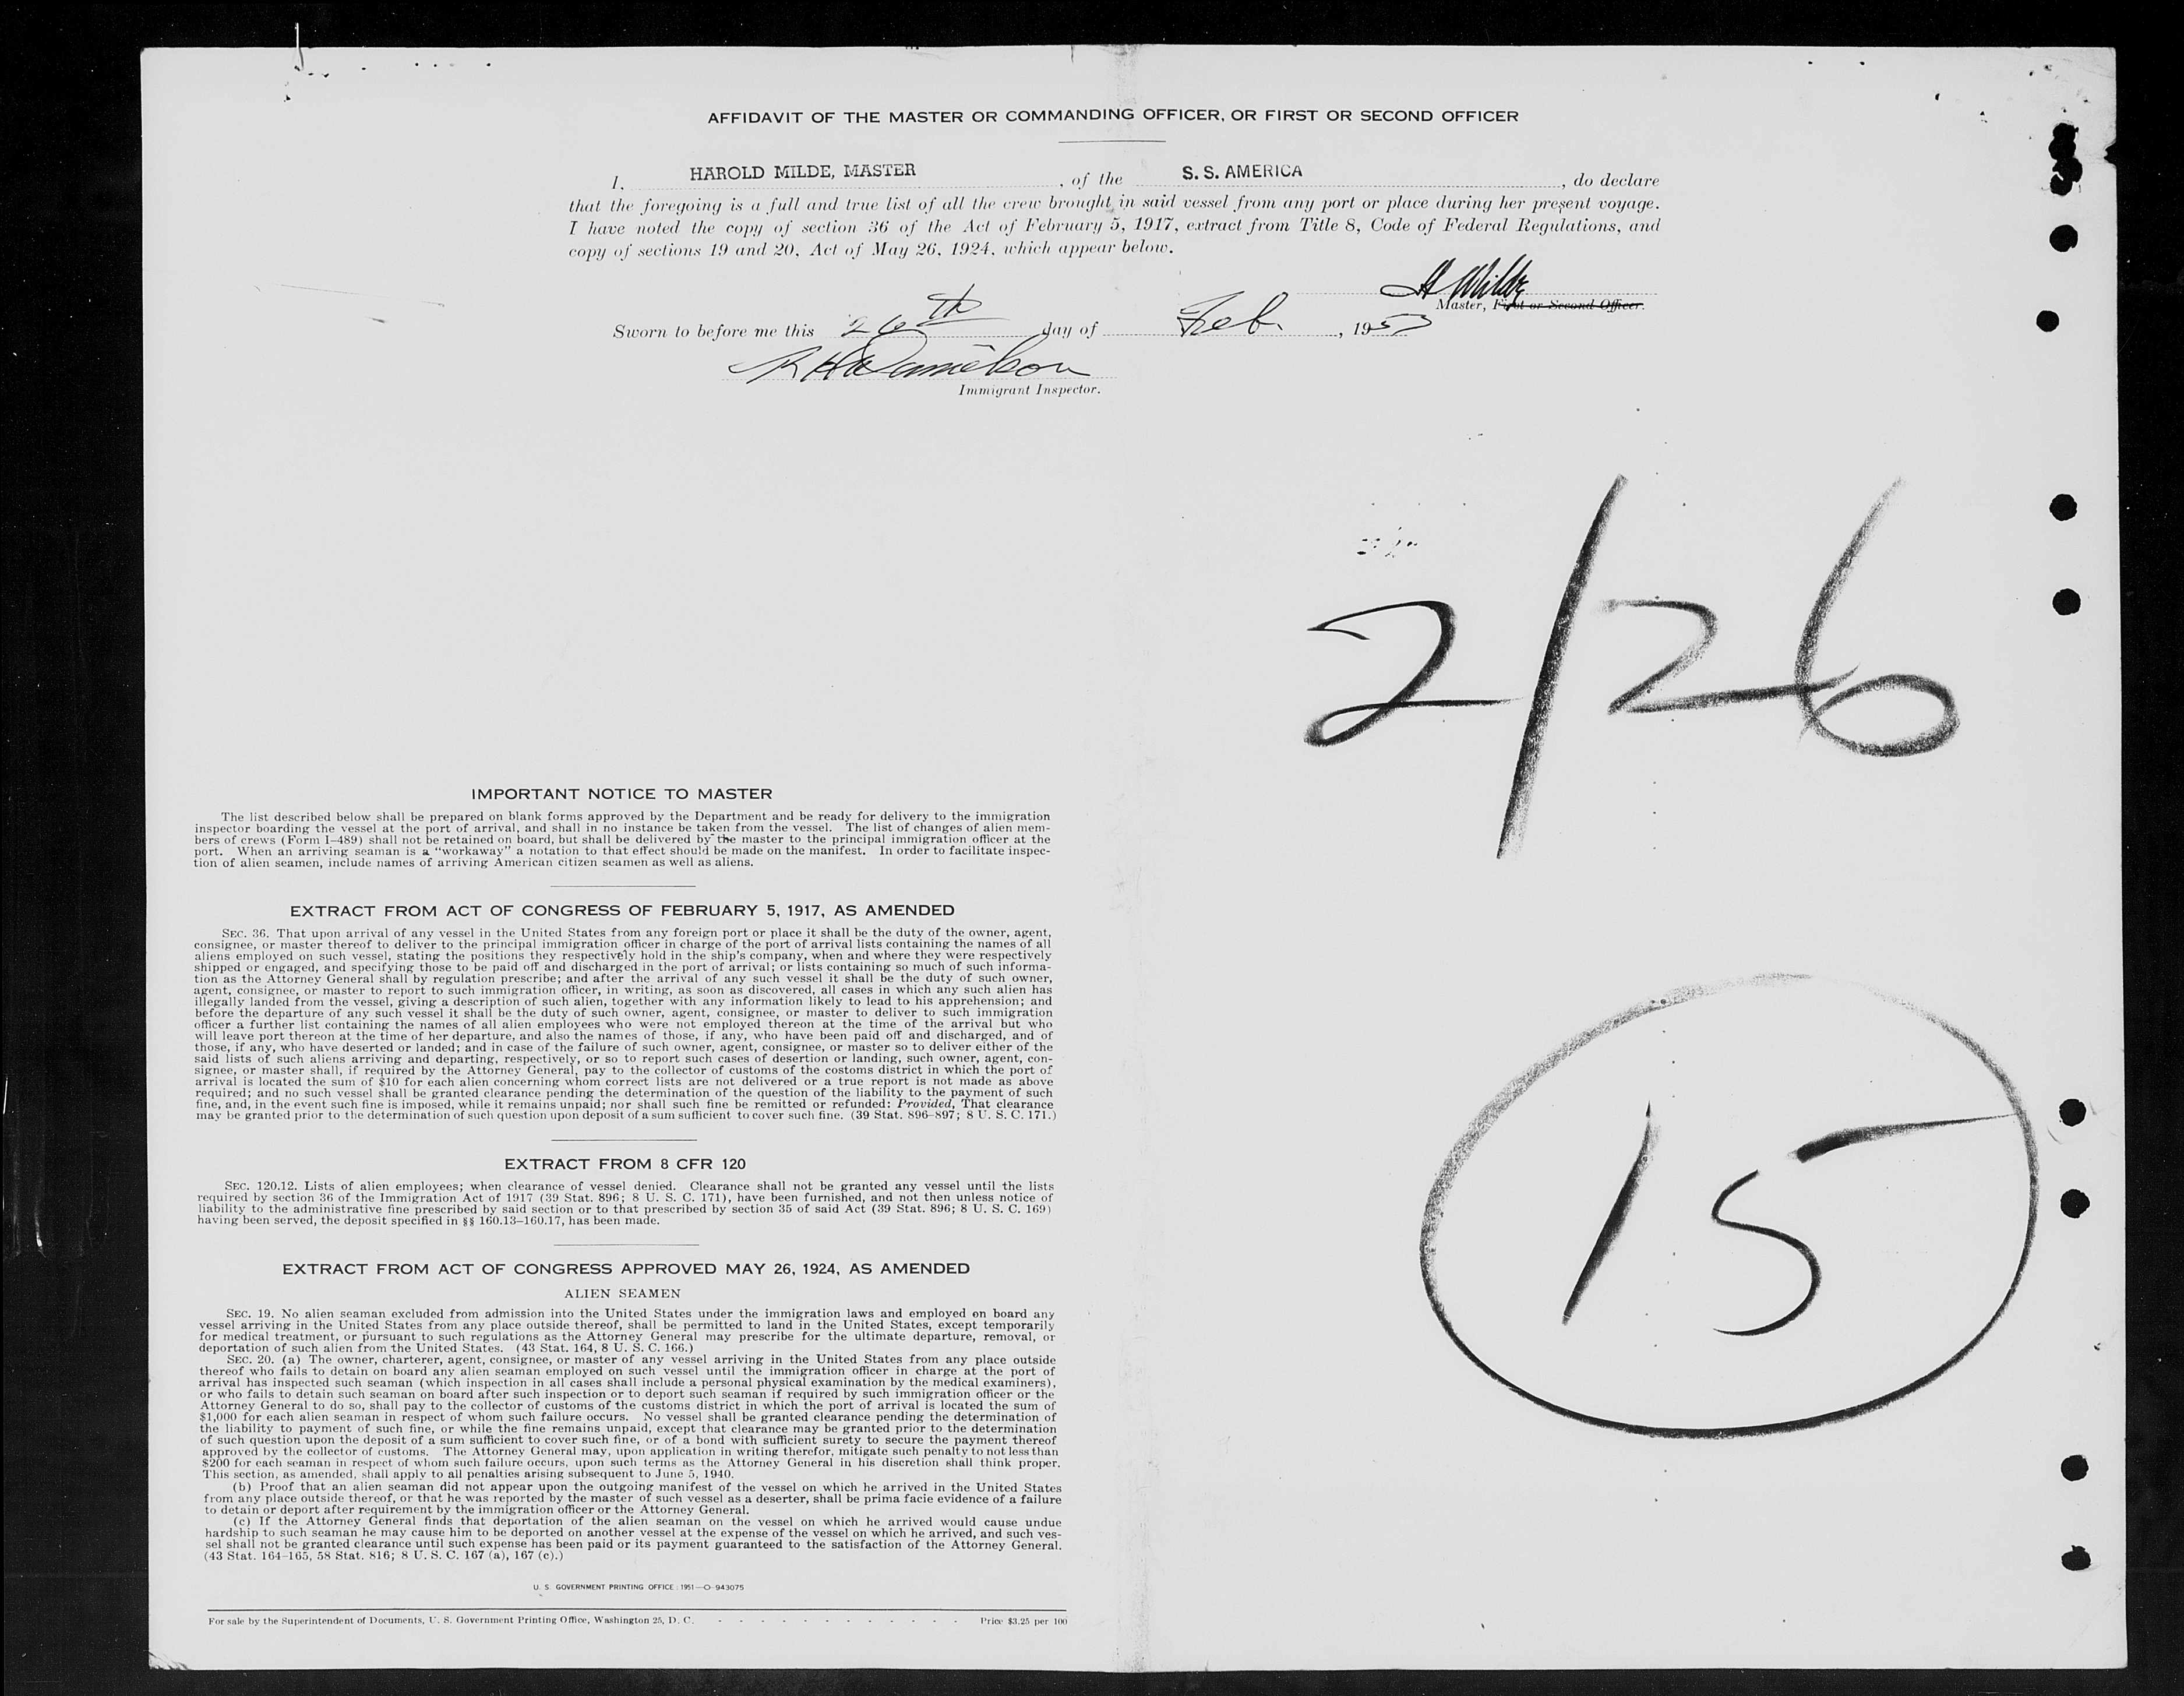 AFFIDAVIT OF THE MASTER OR COMMANDING OFFICER, OR FIRST OR SECOND OFFICER
I, HAROLD MILDE, MASTER, of the S. S. AMERICA, do declare
that the foregoing is a full and true list of all the crew brought in said vessel from any port or place during her present voyage.
I have noted the copy of section 36 of the Act of February 5, 1917, extract from Title 8, Code of Federal Regulations, and
copy of sections 19 and 20, Act of May 26, 1924, which appear below.
H Milde
Master, First or Second Officer.
Sworn to before me this 26th day of Feb., 1953
R H Danielson
Immigrant Inspector.
2/26
15
IMPORTANT NOTICE TO MASTER
The list described below shall be prepared on blank forms approved by the Department and be ready for delivery to the immigration
inspector boarding the vessel at the port of arrival, and shall in no instance be taken from the vessel. The list of changes of alien mem-
bers of crews (Form I–489) shall not be retained on board, but shall be delivered by the master to the principal immigration officer at the
port. When an arriving seaman is a “workaway” a notation to that effect should be made on the manifest. In order to facilitate inspec-
tion of alien seamen, include names of arriving American citizen seamen as well as aliens.
EXTRACT FROM ACT OF CONGRESS OF FEBRUARY 5, 1917, AS AMENDED
SEC. 36. That upon arrival of any vessel in the United States from any foreign port or place it shall be the duty of the owner, agent,
consignee, or master thereof to deliver to the principal immigration officer in charge of the port of arrival lists containing the names of all
aliens employed on such vessel, stating the positions they respectively hold in the ship's company, when and where they were respectively
shipped or engaged, and specifying those to be paid off and discharged in the port of arrival; or lists containing so much of such informa-
tion as the Attorney General shall by regulation prescribe; and after the arrival of any such vessel it shall be the duty of such owner,
agent, consignee, or master to report to such immigration officer, in writing, as soon as discovered, all cases in which any such alien has
illegally landed from the vessel, giving a description of such alien, together with any information likely to lead to his apprehension; and
before the departure of any such vessel it shall be the duty of such owner, agent, consignee, or master to deliver to such immigration
officer a further list containing the names of all alien employees who were not employed thereon at the time of the arrival but who
will leave port thereon at the time of her departure, and also the names of those, if any, who have been paid off and discharged, and of
those, if any, who have deserted or landed; and in case of the failure of such owner, agent, consignee, or master so to deliver either of the
said lists of such aliens arriving and departing, respectively, or so to report such cases of desertion or landing, such owner, agent, con-
signee, or master shall, if required by the Attorney General, pay to the collector of customs of the costoms district in which the port of
arrival is located the sum of $10 for each alien concerning whom correct lists are not delivered or a true report is not made as above
required; and no such vessel shall be granted clearance pending the determination of the question of the liability to the payment of such
fine, and, in the event such fine is imposed, while it remains unpaid; nor shall such fine be remitted or refunded: Provided, That clearance
may be granted prior to the determination of such question upon deposit of a sum sufficient to cover such fine. (39 Stat. 896–897; 8 U. S. C. 171.)
EXTRACT FROM 8 CFR 120
SEC. 120.12. Lists of alien employees; when clearance of vessel denied. Clearance shall not be granted any vessel until the lists
required by section 36 of the Immigration Act of 1917 (39 Stat. 896; 8 U. S. C. 171), have been furnished, and not then unless notice of
liability to the administrative fine prescribed by said section or to that prescribed by section 35 of said Act (39 Stat. 896; 8 U. S. C. 169)
having been served, the deposit specified in §§ 160.13–160.17, has been made.
EXTRACT FROM ACT OF CONGRESS APPROVED MAY 26, 1924, AS AMENDED
ALIEN SEAMEN
SEC. 19. No alien seaman excluded from admission into the United States under the immigration laws and employed on board any
vessel arriving in the United States from any place outside thereof, shall be permitted to land in the United States, except temporarily
for medical treatment, or pursuant to such regulations as the Attorney General may prescribe for the ultimate departure, removal, or
deportation of such alien from the United States. (43 Stat. 164, 8 U. S. C. 166.)
SEC. 20. (a) The owner, charterer, agent, consignee, or master of any vessel arriving in the United States from any place outside
thereof who fails to detain on board any alien seaman employed on such vessel until the immigration officer in charge at the port of
arrival has inspected such seaman (which inspection in all cases shall include a personal physical examination by the medical examiners),
or who fails to detain such seaman on board after such inspection or to deport such seaman if required by such immigration officer or the
Attorney General to do so, shall pay to the collector of customs of the customs district in which the port of arrival is located the sum of
$1,000 for each alien seaman in respect of whom such failure occurs. No vessel shall be granted clearance pending the determination of
the liability to payment of such fine, or while the fine remains unpaid, except that clearance may be granted prior to the determination
of such question upon the deposit of a sum sufficient to cover such fine, or of a bond with sufficient surety to secure the payment thereof
approved by the collector of customs. The Attorney General may, upon application in writing therefor, mitigate such penalty to not less than
$200 for each seaman in respect of whom such failure occurs, upon such terms as the Attorney General in his discretion shall think proper.
This section, as amended, shall apply to all penalties arising subsequent to June 5, 1940.
(b) Proof that an alien seaman did not appear upon the outgoing manifest of the vessel on which he arrived in the United States
from any place outside thereof, or that he was reported by the master of such vessel as a deserter, shall be prima facie evidence of a failure
to detain or deport after requirement by the immigration officer or the Attorney General.
(c) If the Attorney General finds that deportation of the alien seaman on the vessel on which he arrived would cause undue
hardship to such seaman he may cause him to be deported on another vessel at the expense of the vessel on which he arrived, and such ves-
sel shall not be granted clearance until such expense has been paid or its payment guaranteed to the satisfaction of the Attorney General.
(43 Stat. 164–165, 58 Stat. 816; 8 U. S. C. 167 (a), 167 (c).)
U. S. GOVERNMENT PRINTING OFFICE : 1951—O- 943075
For sale by the Superintendent of Documents, U. S. Government Printing Office, Washington 25, D. C. - - - - - - - - - - - - Price $3.25 per 100